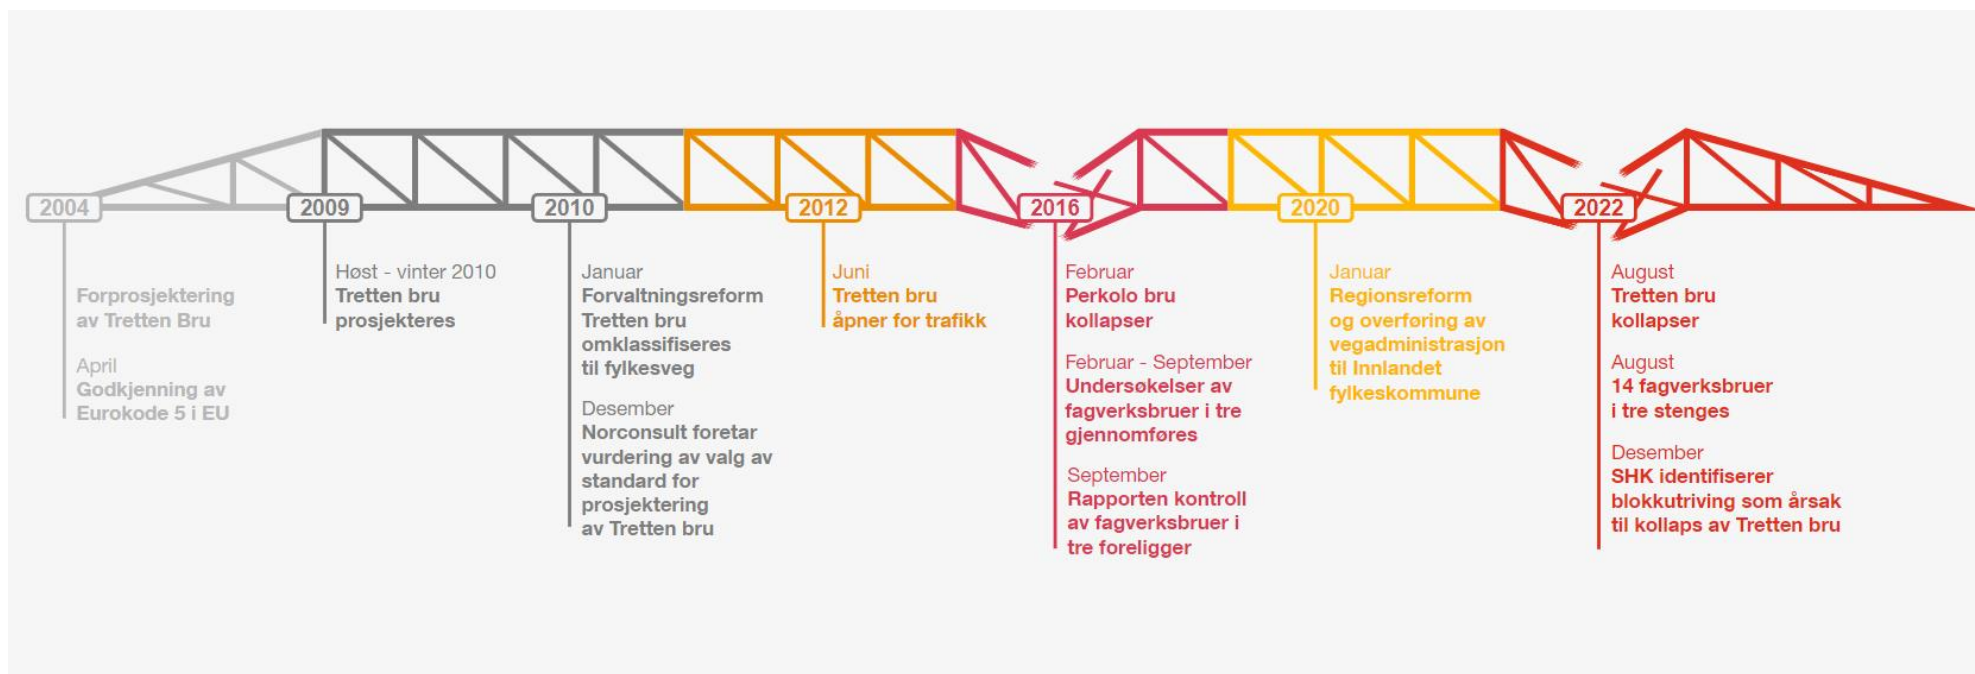 2004
Forprosjektering
av Tretten Bru
April
Godkjenning av
Eurokode 5 i EU
2009
Høst - vinter 2010
Tretten bru
prosjekteres
2010
Januar
Forvaltningsreform
Tretten bru
omklassifiseres
til fylkesveg
Desember
Norconsult foretar
vurdering av valg av
standard for
prosjektering
av Tretten bru
2012
Juni
Tretten bru
åpner for trafikk
2016
Februar
Perkolo bru
kollapser
Februar - September
Undersøkelser av
fagverksbruer i tre
gjennomføres
September
Rapporten kontroll
av fagverksbruer i
tre foreligger
2020
Januar
Regionsreform
og overføring av
vegadministrasjon
til Innlandet
fylkeskommune
2022
August
Tretten bru
kollapser
August
14 fagverksbruer
i tre stenges
Desember
SHK identifiserer
blokkutriving som årsak
til kollaps av Tretten bru